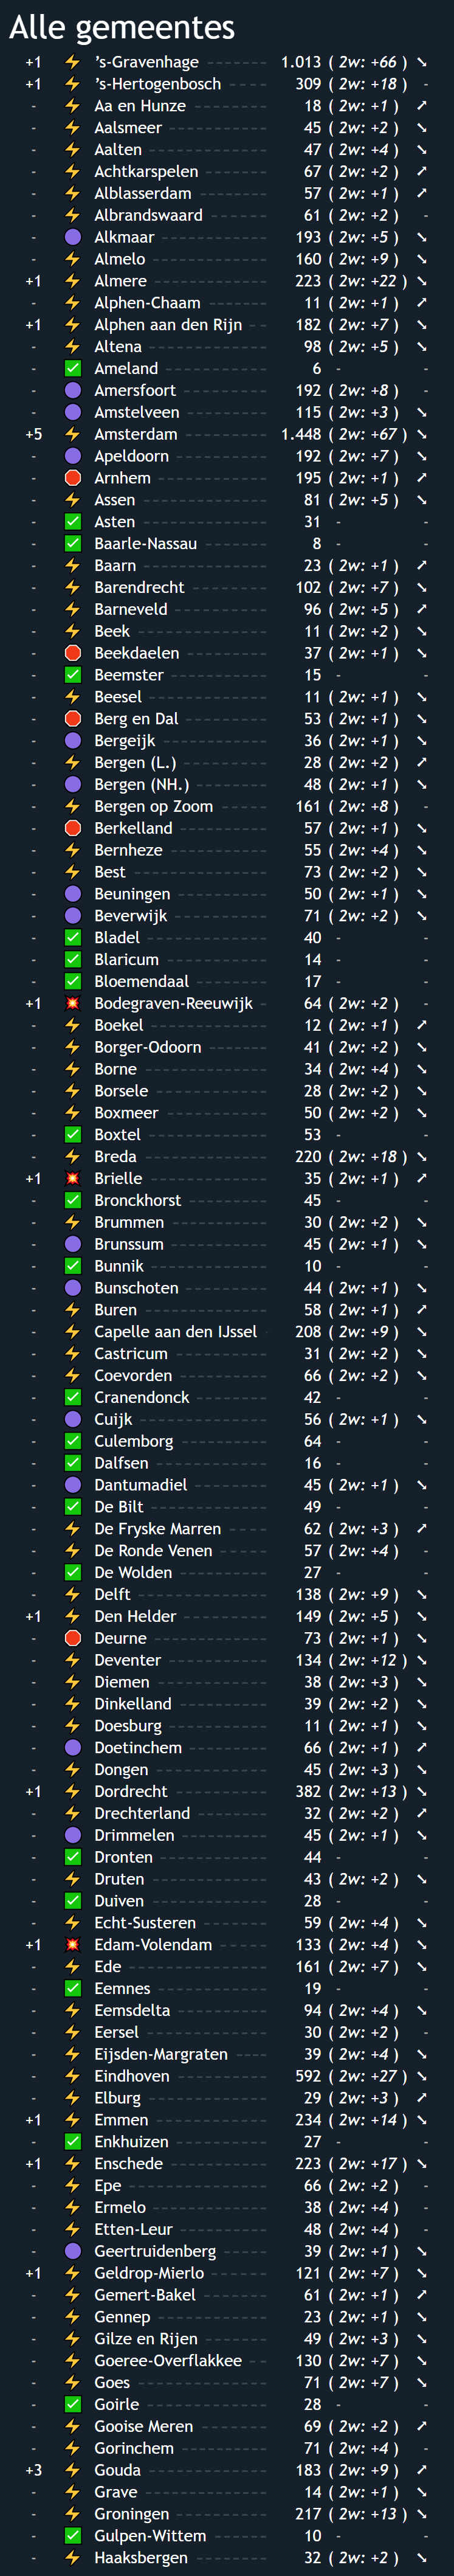 Alle gemeentes
+1 ’s-Gravenhage 1.013 ( 2w: +66 ) ↘
+1 ’s-Hertogenbosch 309 ( 2w: +18 ) -
- Aa en Hunze 18 ( 2w: +1 ) ↗
- Aalsmeer 45 ( 2w: +2 ) ↘
- Aalten 47 ( 2w: +4 ) ↘
- Achtkarspelen 67 ( 2w: +2 ) ↗
- Alblasserdam 57 ( 2w: +1 ) ↗
- Albrandswaard 61 ( 2w: +2 ) -
- Alkmaar 193 ( 2w: +5 ) ↘
- Almelo 160 ( 2w: +9 ) ↘
+1 Almere 223 ( 2w: +22 ) ↘
- Alphen-Chaam 11 ( 2w: +1 ) ↗
+1 Alphen aan den Rijn 182 ( 2w: +7 ) ↘
- Altena 98 ( 2w: +5 ) ↘
- Ameland 6 - -
- Amersfoort 192 ( 2w: +8 ) -
- Amstelveen 115 ( 2w: +3 ) ↘
+5 Amsterdam 1.448 ( 2w: +67 ) ↘
- Apeldoorn 192 ( 2w: +7 ) ↘
- Arnhem 195 ( 2w: +1 ) ↗
- Assen 81 ( 2w: +5 ) ↘
- Asten 31 - -
- Baarle-Nassau 8 - -
- Baarn 23 ( 2w: +1 ) ↗
- Barendrecht 102 ( 2w: +7 ) ↘
- Barneveld 96 ( 2w: +5 ) ↗
- Beek 11 ( 2w: +2 ) ↘
- Beekdaelen 37 ( 2w: +1 ) ↘
- Beemster 15 - -
- Beesel 11 ( 2w: +1 ) ↘
- Berg en Dal 53 ( 2w: +1 ) ↘
- Bergeijk 36 ( 2w: +1 ) ↘
- Bergen (L.) 28 ( 2w: +2 ) ↗
- Bergen (NH.) 48 ( 2w: +1 ) ↘
- Bergen op Zoom 161 ( 2w: +8 ) -
- Berkelland 57 ( 2w: +1 ) ↘
- Bernheze 55 ( 2w: +4 ) ↘
- Best 73 ( 2w: +2 ) ↘
- Beuningen 50 ( 2w: +1 ) ↘
- Beverwijk 71 ( 2w: +2 ) ↘
- Bladel 40 - -
- Blaricum 14 - -
- Bloemendaal 17 - -
+1 Bodegraven-Reeuwijk 64 ( 2w: +2 ) -
- Boekel 12 ( 2w: +1 ) ↗
- Borger-Odoorn 41 ( 2w: +2 ) ↘
- Borne 34 ( 2w: +4 ) ↘
- Borsele 28 ( 2w: +2 ) ↘
- Boxmeer 50 ( 2w: +2 ) ↘
- Boxtel 53 - -
- Breda 220 ( 2w: +18 ) ↘
+1 Brielle 35 ( 2w: +1 ) ↗
- Bronckhorst 45 - -
- Brummen 30 ( 2w: +2 ) ↘
- Brunssum 45 ( 2w: +1 ) ↘
- Bunnik 10 - -
- Bunschoten 44 ( 2w: +1 ) ↘
- Buren 58 ( 2w: +1 ) ↗
- Capelle aan den IJssel 208 ( 2w: +9 ) ↘
- Castricum 31 ( 2w: +2 ) ↘
- Coevorden 66 ( 2w: +2 ) ↘
- Cranendonck 42 - -
- Cuijk 56 ( 2w: +1 ) ↘
- Culemborg 64 - -
- Dalfsen 16 - -
- Dantumadiel 45 ( 2w: +1 ) ↘
- De Bilt 49 - -
- De Fryske Marren 62 ( 2w: +3 ) ↗
- De Ronde Venen 57 ( 2w: +4 ) -
- De Wolden 27 - -
- Delft 138 ( 2w: +9 ) ↘
+1 Den Helder 149 ( 2w: +5 ) ↘
- Deurne 73 ( 2w: +1 ) ↘
- Deventer 134 ( 2w: +12 ) ↘
- Diemen 38 ( 2w: +3 ) ↘
- Dinkelland 39 ( 2w: +2 ) ↘
- Doesburg 11 ( 2w: +1 ) ↘
- Doetinchem 66 ( 2w: +1 ) ↗
- Dongen 45 ( 2w: +3 ) ↘
+1 Dordrecht 382 ( 2w: +13 ) ↘
- Drechterland 32 ( 2w: +2 ) ↗
- Drimmelen 45 ( 2w: +1 ) ↘
- Dronten 44 - -
- Druten 43 ( 2w: +2 ) ↘
- Duiven 28 - -
- Echt-Susteren 59 ( 2w: +4 ) ↘
+1 Edam-Volendam 133 ( 2w: +4 ) ↘
- Ede 161 ( 2w: +7 ) ↘
- Eemnes 19 - -
- Eemsdelta 94 ( 2w: +4 ) ↘
- Eersel 30 ( 2w: +2 ) -
- Eijsden-Margraten 39 ( 2w: +4 ) ↘
- Eindhoven 592 ( 2w: +27 ) ↘
- Elburg 29 ( 2w: +3 ) ↗
+1 Emmen 234 ( 2w: +14 ) ↘
- Enkhuizen 27 - -
+1 Enschede 223 ( 2w: +17 ) ↘
- Epe 66 ( 2w: +2 ) -
- Ermelo 38 ( 2w: +4 ) -
- Etten-Leur 48 ( 2w: +4 ) -
- Geertruidenberg 39 ( 2w: +1 ) ↘
+1 Geldrop-Mierlo 121 ( 2w: +7 ) ↘
- Gemert-Bakel 61 ( 2w: +1 ) ↗
- Gennep 23 ( 2w: +1 ) ↘
- Gilze en Rijen 49 ( 2w: +3 ) ↘
- Goeree-Overflakkee 130 ( 2w: +7 ) ↘
- Goes 71 ( 2w: +7 ) ↘
- Goirle 28 - -
- Gooise Meren 69 ( 2w: +2 ) ↗
- Gorinchem 71 ( 2w: +4 ) -
+3 Gouda 183 ( 2w: +9 ) ↗
- Grave 14 ( 2w: +1 ) ↘
- Groningen 217 ( 2w: +13 ) ↘
- Gulpen-Wittem 10 - -
- Haaksbergen 32 ( 2w: +2 ) ↘